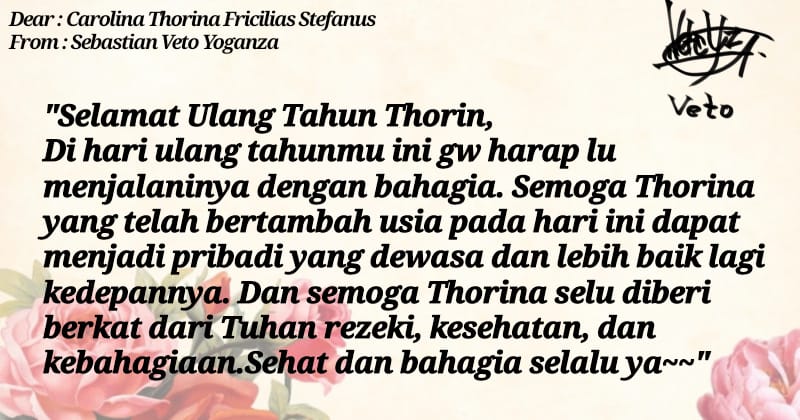 Dear : Carolina Thorina Fricilias Stefanus
From : Sebastian Veto Yoganza
Veto
"Selamat Ulang Tahun Thorin,
Di hari ulang tahunmu ini gw harap lu
menjalaninya dengan bahagia. Semoga Thorina
yang telah bertambah usia pada hari ini dapat
menjadi pribadi yang dewasa dan lebih baik lagi
kedepannya. Dan semoga Thorina selu diberi
berkat dari Tuhan rezeki, kesehatan, dan
kebahagiaan.Sehat dan bahagia selalu ya~~"